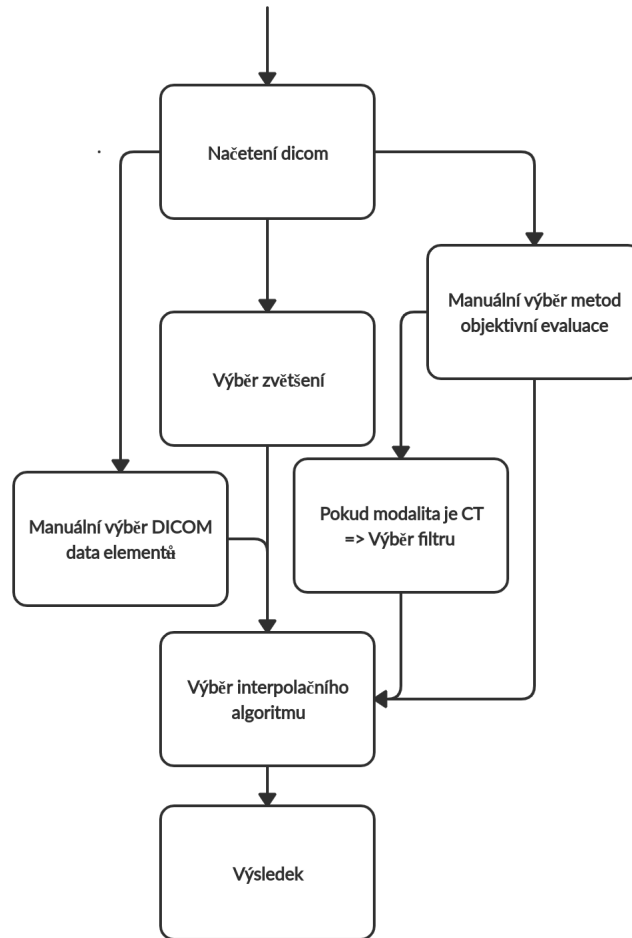 Načetení dicom
Manuální výběr metod
objektivní evaluace
Výběr zvětšení
Pokud modalita je CT
=> Výběr filtru
Manuální výběr DICOM
data elementů
Výběr interpolačního
algoritmu
Výsledek